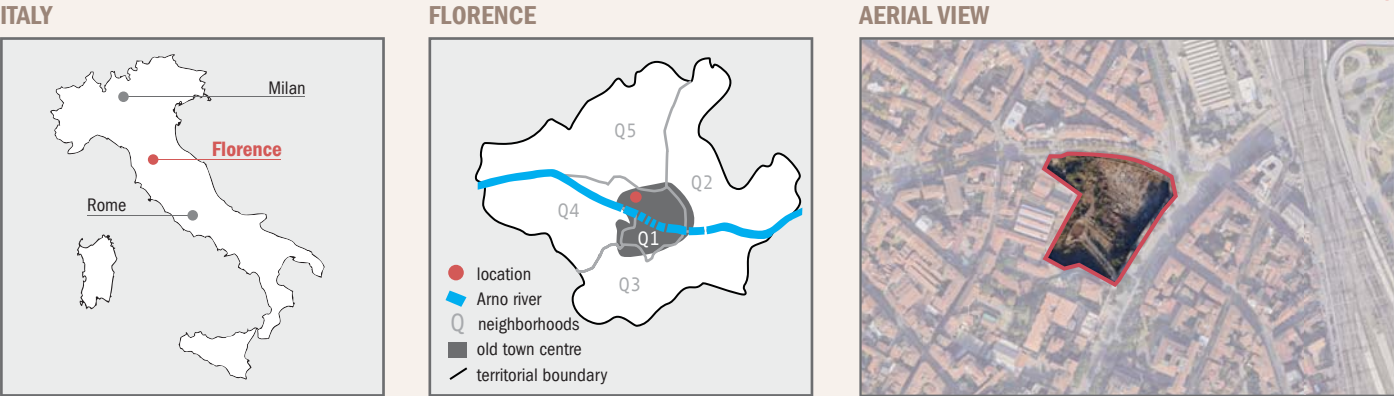 ITALY
Milan
Florence
Rome
FLORENCE
Q5
Q2
Q4
Q1
Q3
location
Arno river
Q neighborhoods
old town centre
territorial boundary
AERIAL VIEW